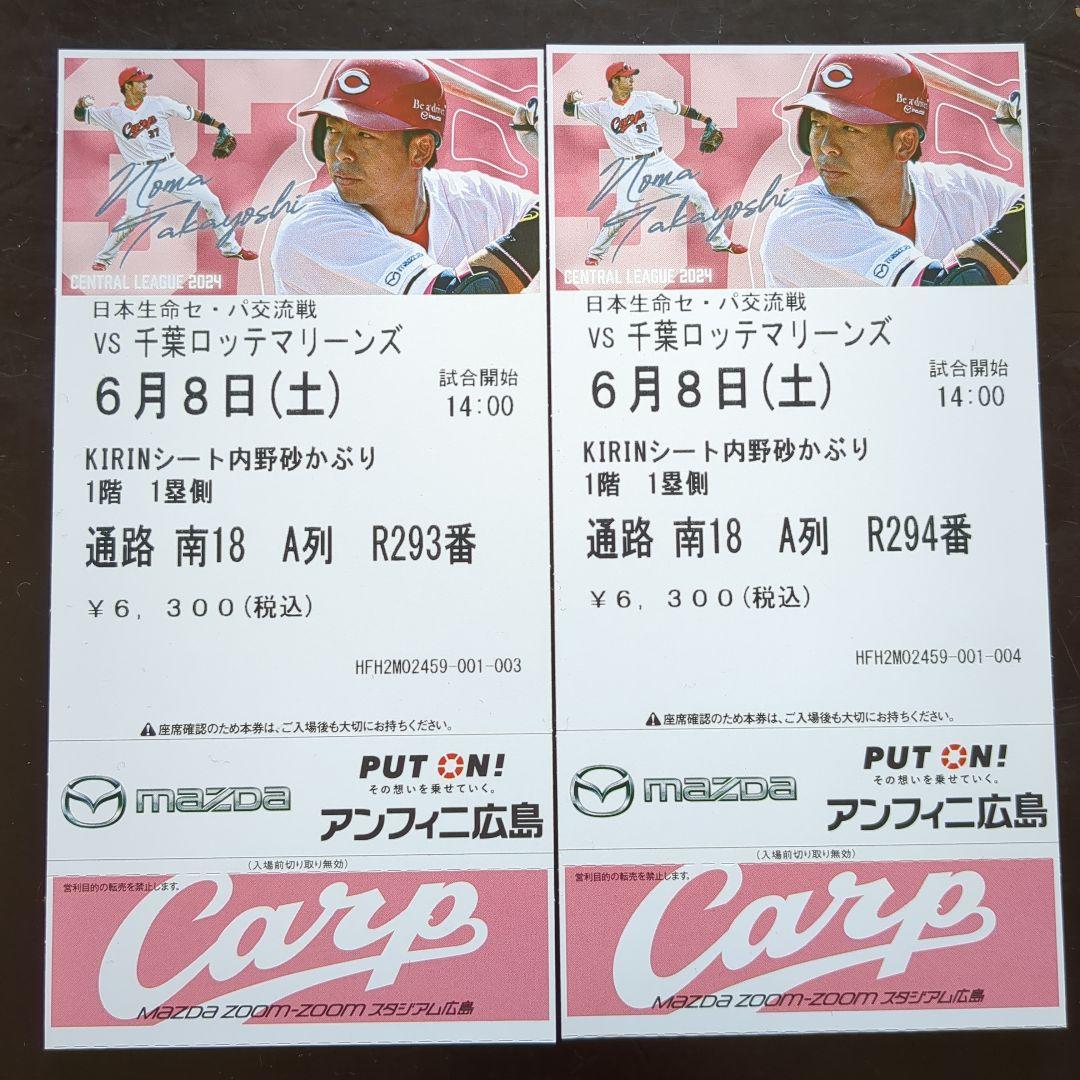 Carp
37
C
Be a driver.
mazda
Noma
Takayoshi
mazda
CENTRAL LEAGUE 2024
日本生命セ・パ交流戦
VS 千葉ロッテマリーンズ
6月8日(土)
試合開始
14:00
KIRINシート内野砂かぶり
1階 1塁側
通路 南18 A列 R293番
￥6,300(税込)
HFH2M02459-001-003
⚠座席確認のため本券は、ご入場後も大切にお持ちください。
mazda
PUT ON!
その想いを乗せていく。
アンフィニ広島
(入場前切り取り無効)
営利目的の転売を禁止します。
Carp
mazda zoom-zoom スタジアム広島
Carp
37
C
Be a driver.
mazda
Noma
Takayoshi
mazda
CENTRAL LEAGUE 2024
日本生命セ・パ交流戦
VS 千葉ロッテマリーンズ
6月8日(土)
試合開始
14:00
KIRINシート内野砂かぶり
1階 1塁側
通路 南18 A列 R294番
￥6,300(税込)
HFH2M02459-001-004
⚠座席確認のため本券は、ご入場後も大切にお持ちください。
mazda
PUT ON!
その想いを乗せていく。
アンフィニ広島
(入場前切り取り無効)
営利目的の転売を禁止します。
Carp
mazda zoom-zoom スタジアム広島